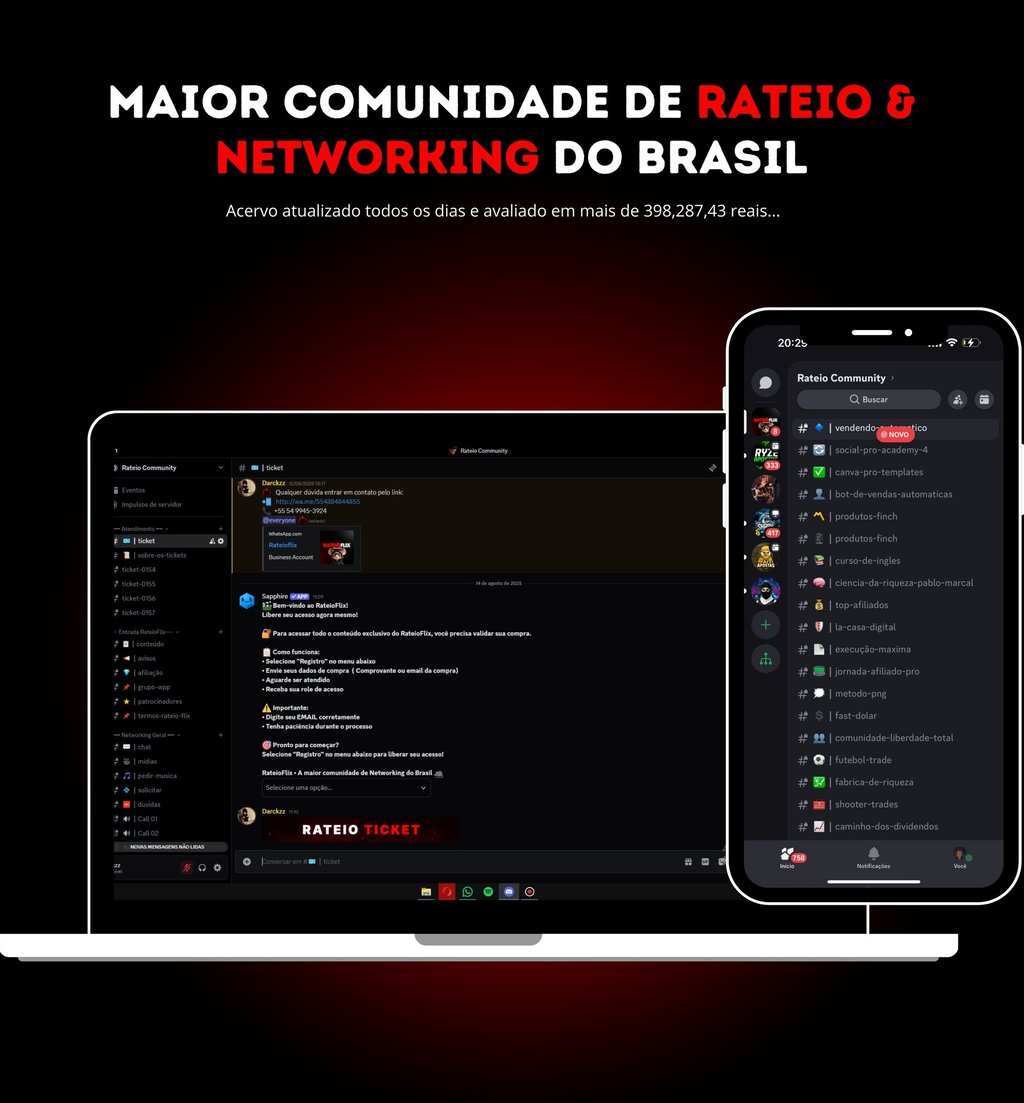 MAIOR COMUNIDADE DE RATEIO &
NETWORKING DO BRASIL
Acervo atualizado todos os dias e avaliado em mais de 398,287,43 reais...
Rateio Community
Rateio Community
Eventos
Impulsos de servidor
Atendimento
| ticket
| sobre-os-tickets
ticket-0154
ticket-0155
ticket-0156
ticket-0157
Entrada RateioFlix
| conteúdo
| avisos
| afiliação
| grupo-wpp
| patrocinadores
| termos-rateio-flix
Networking Geral
| chat
| mídias
| pedir-musica
| solicitar
| duvidas
| Call 01
| Call 02
NOVAS MENSAGENS NÃO LIDAS
# | ticket
Darckzz 12/08/2025 13:17
Qualquer dúvida entrar em contato pelo link:
http://wa.me/554884844855
+55 54 9945-3924
@everyone (editado)
WhatsApp.com
Rateioflix
Business Account
14 de agosto de 2025
Sapphire ✓ APP 11:09
Bem-vindo ao RateioFlix!
Libere seu acesso agora mesmo!
Para acessar todo o conteúdo exclusivo do RateioFlix, você precisa validar sua compra.
Como funciona:
• Selecione "Registro" no menu abaixo
• Envie seus dados de compra ( Comprovante ou email da compra)
• Aguarde ser atendido
• Receba sua role de acesso
Importante:
• Digite seu EMAIL corretamente
• Tenha paciência durante o processo
Pronto para começar?
Selecione "Registro" no menu abaixo para liberar seu acesso!
RateioFlix • A maior comunidade de Networking do Brasil
Selecione uma opção...
Darckzz 11:10
RATEIO TICKET
Conversar em # | ticket
20:29
Rateio Community ›
Buscar
| vendendo-automatico
@ NOVO
| social-pro-academy-4
| canva-pro-templates
| bot-de-vendas-automaticas
| produtos-finch
| produtos-finch
| curso-de-ingles
| ciencia-da-riqueza-pablo-marcal
| top-afiliados
| la-casa-digital
| execução-maxima
| jornada-afiliado-pro
| metodo-png
| fast-dolar
| comunidade-liberdade-total
| futebol-trade
| fabrica-de-riqueza
| shooter-trades
| caminho-dos-dividendos
8
333
417
758
Início
Notificações
Você